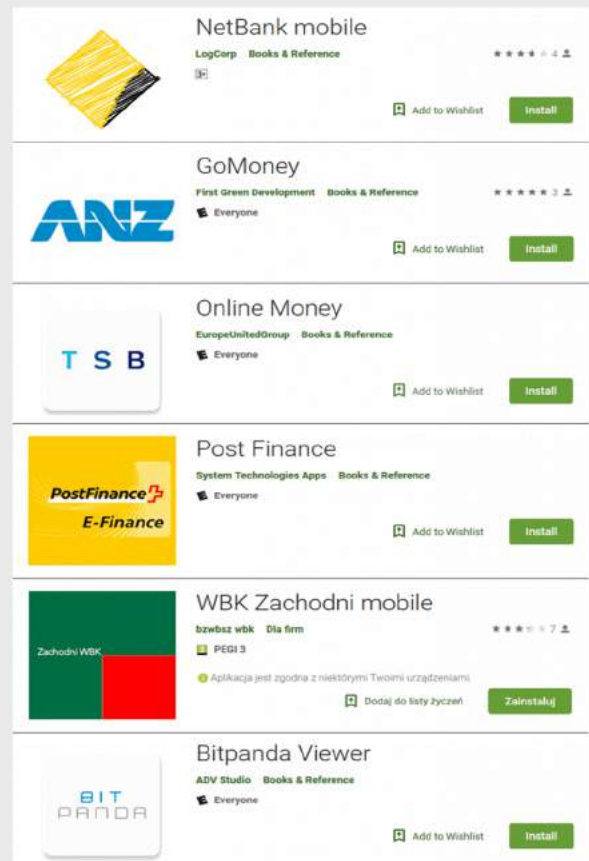 NetBank mobile
LogCorp Books & Reference
4
3+
Add to Wishlist Install
GoMoney
ANZ
First Green Development Books & Reference
3
Everyone
Add to Wishlist Install
Online Money
EuropeUnitedGroup Books & Reference
T S B
Everyone
Add to Wishlist Install
Post Finance
System Technologies Apps Books & Reference
PostFinance
E-Finance
Everyone
Add to Wishlist Install
WBK Zachodni mobile
bzwbsz wbk Dla firm
7
Zachodni WBK
PEGI 3
Aplikacja jest zgodna z niektórymi Twoimi urządzeniami.
Dodaj do listy życzeń Zainstaluj
Bitpanda Viewer
ADV Studio Books & Reference
BIT
PANDA
Everyone
Add to Wishlist Install